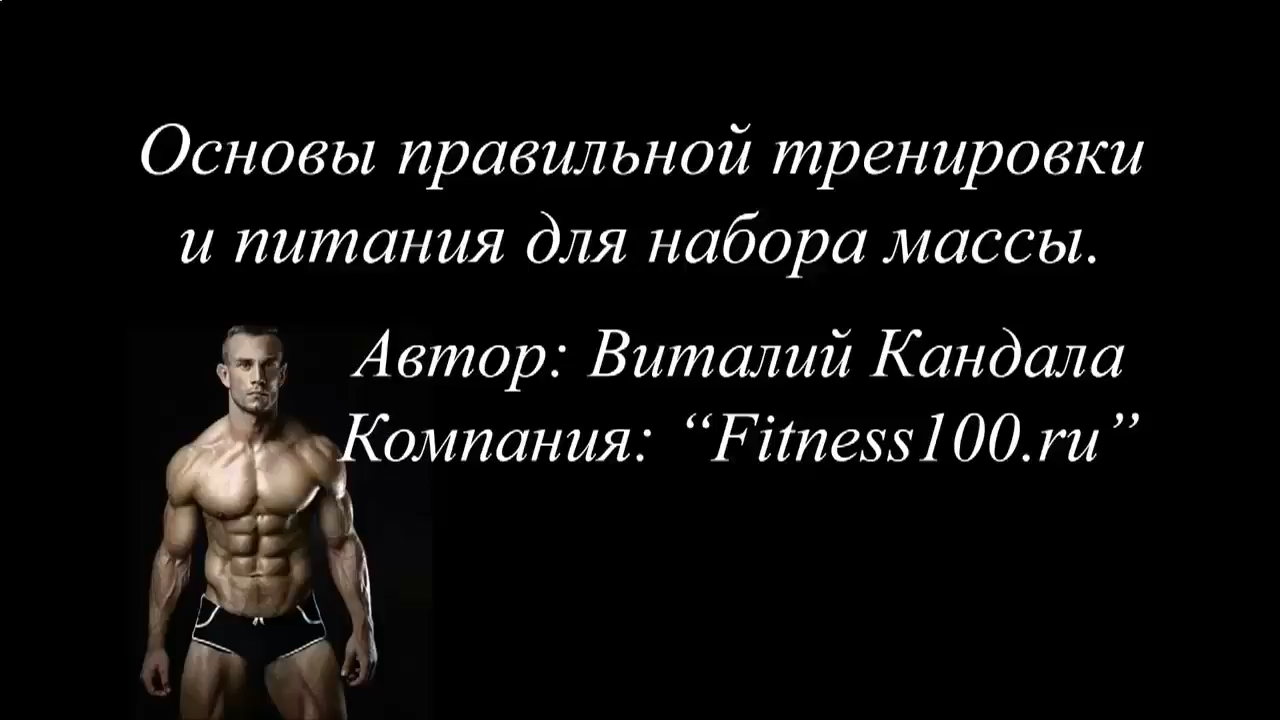 Основы правильной тренировки
и питания для набора массы.
Автор: Виталий Кандала
Компания: “Fitness100.ru”